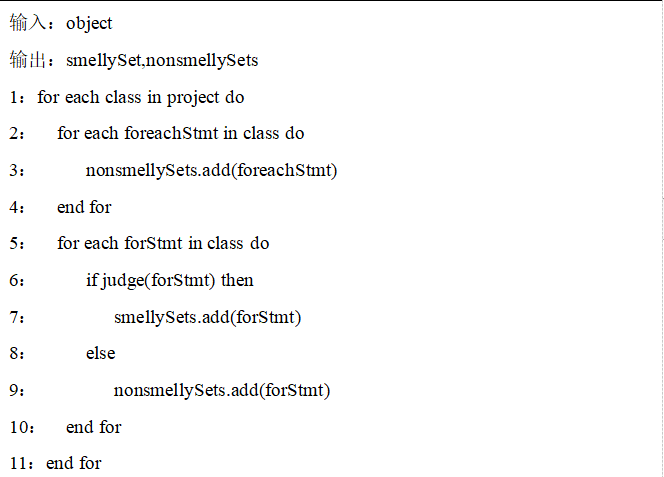 输入：object
输出：smellySet,nonsmellySets
1：for each class in project do
2：    for each foreachStmt in class do
3：        nonsmellySets.add(foreachStmt)
4：    end for
5：    for each forStmt in class do
6：        if judge(forStmt) then
7：            smellySets.add(forStmt)
8：        else
9：            nonsmellySets.add(forStmt)
10：    end for
11：end for